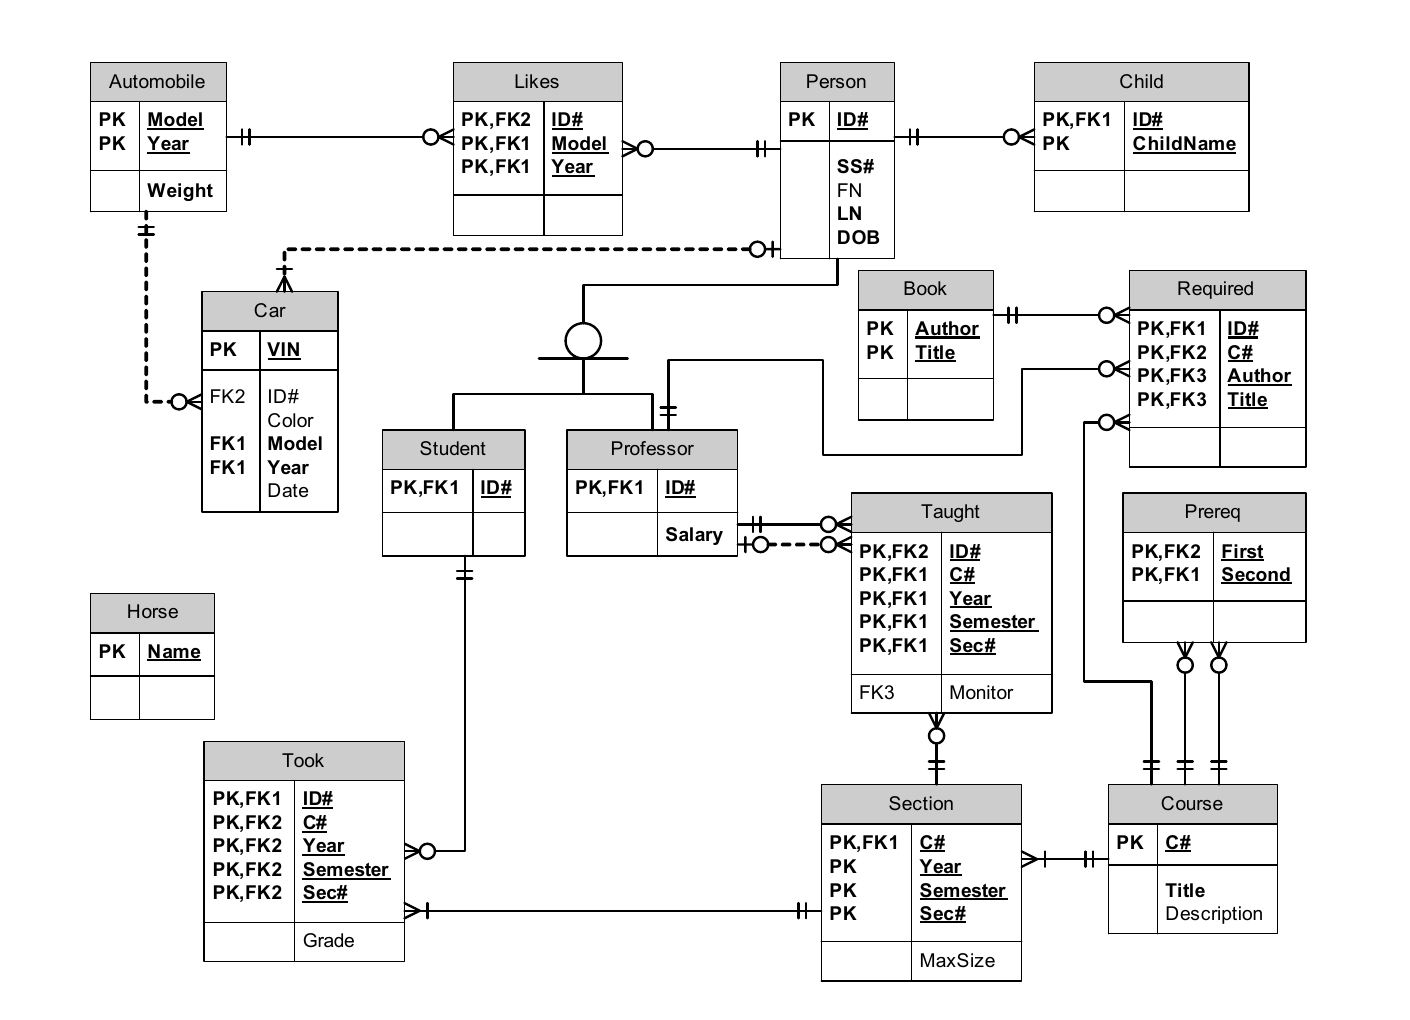 Automobile
PK Model
PK Year
Weight
Likes
PK,FK2 ID#
PK,FK1 Model
PK,FK1 Year
Person
PK ID#
SS#
FN
LN
DOB
Child
PK,FK1 ID#
PK ChildName
Car
PK VIN
FK2 ID#
Color
FK1 Model
FK1 Year
Date
Book
PK Author
PK Title
Required
PK,FK1 ID#
PK,FK2 C#
PK,FK3 Author
PK,FK3 Title
Student
PK,FK1 ID#
Professor
PK,FK1 ID#
Salary
Taught
PK,FK2 ID#
PK,FK1 C#
PK,FK1 Year
PK,FK1 Semester
PK,FK1 Sec#
FK3 Monitor
Prereq
PK,FK2 First
PK,FK1 Second
Horse
PK Name
Took
PK,FK1 ID#
PK,FK2 C#
PK,FK2 Year
PK,FK2 Semester
PK,FK2 Sec#
Grade
Section
PK,FK1 C#
PK Year
PK Semester
PK Sec#
MaxSize
Course
PK C#
Title
Description